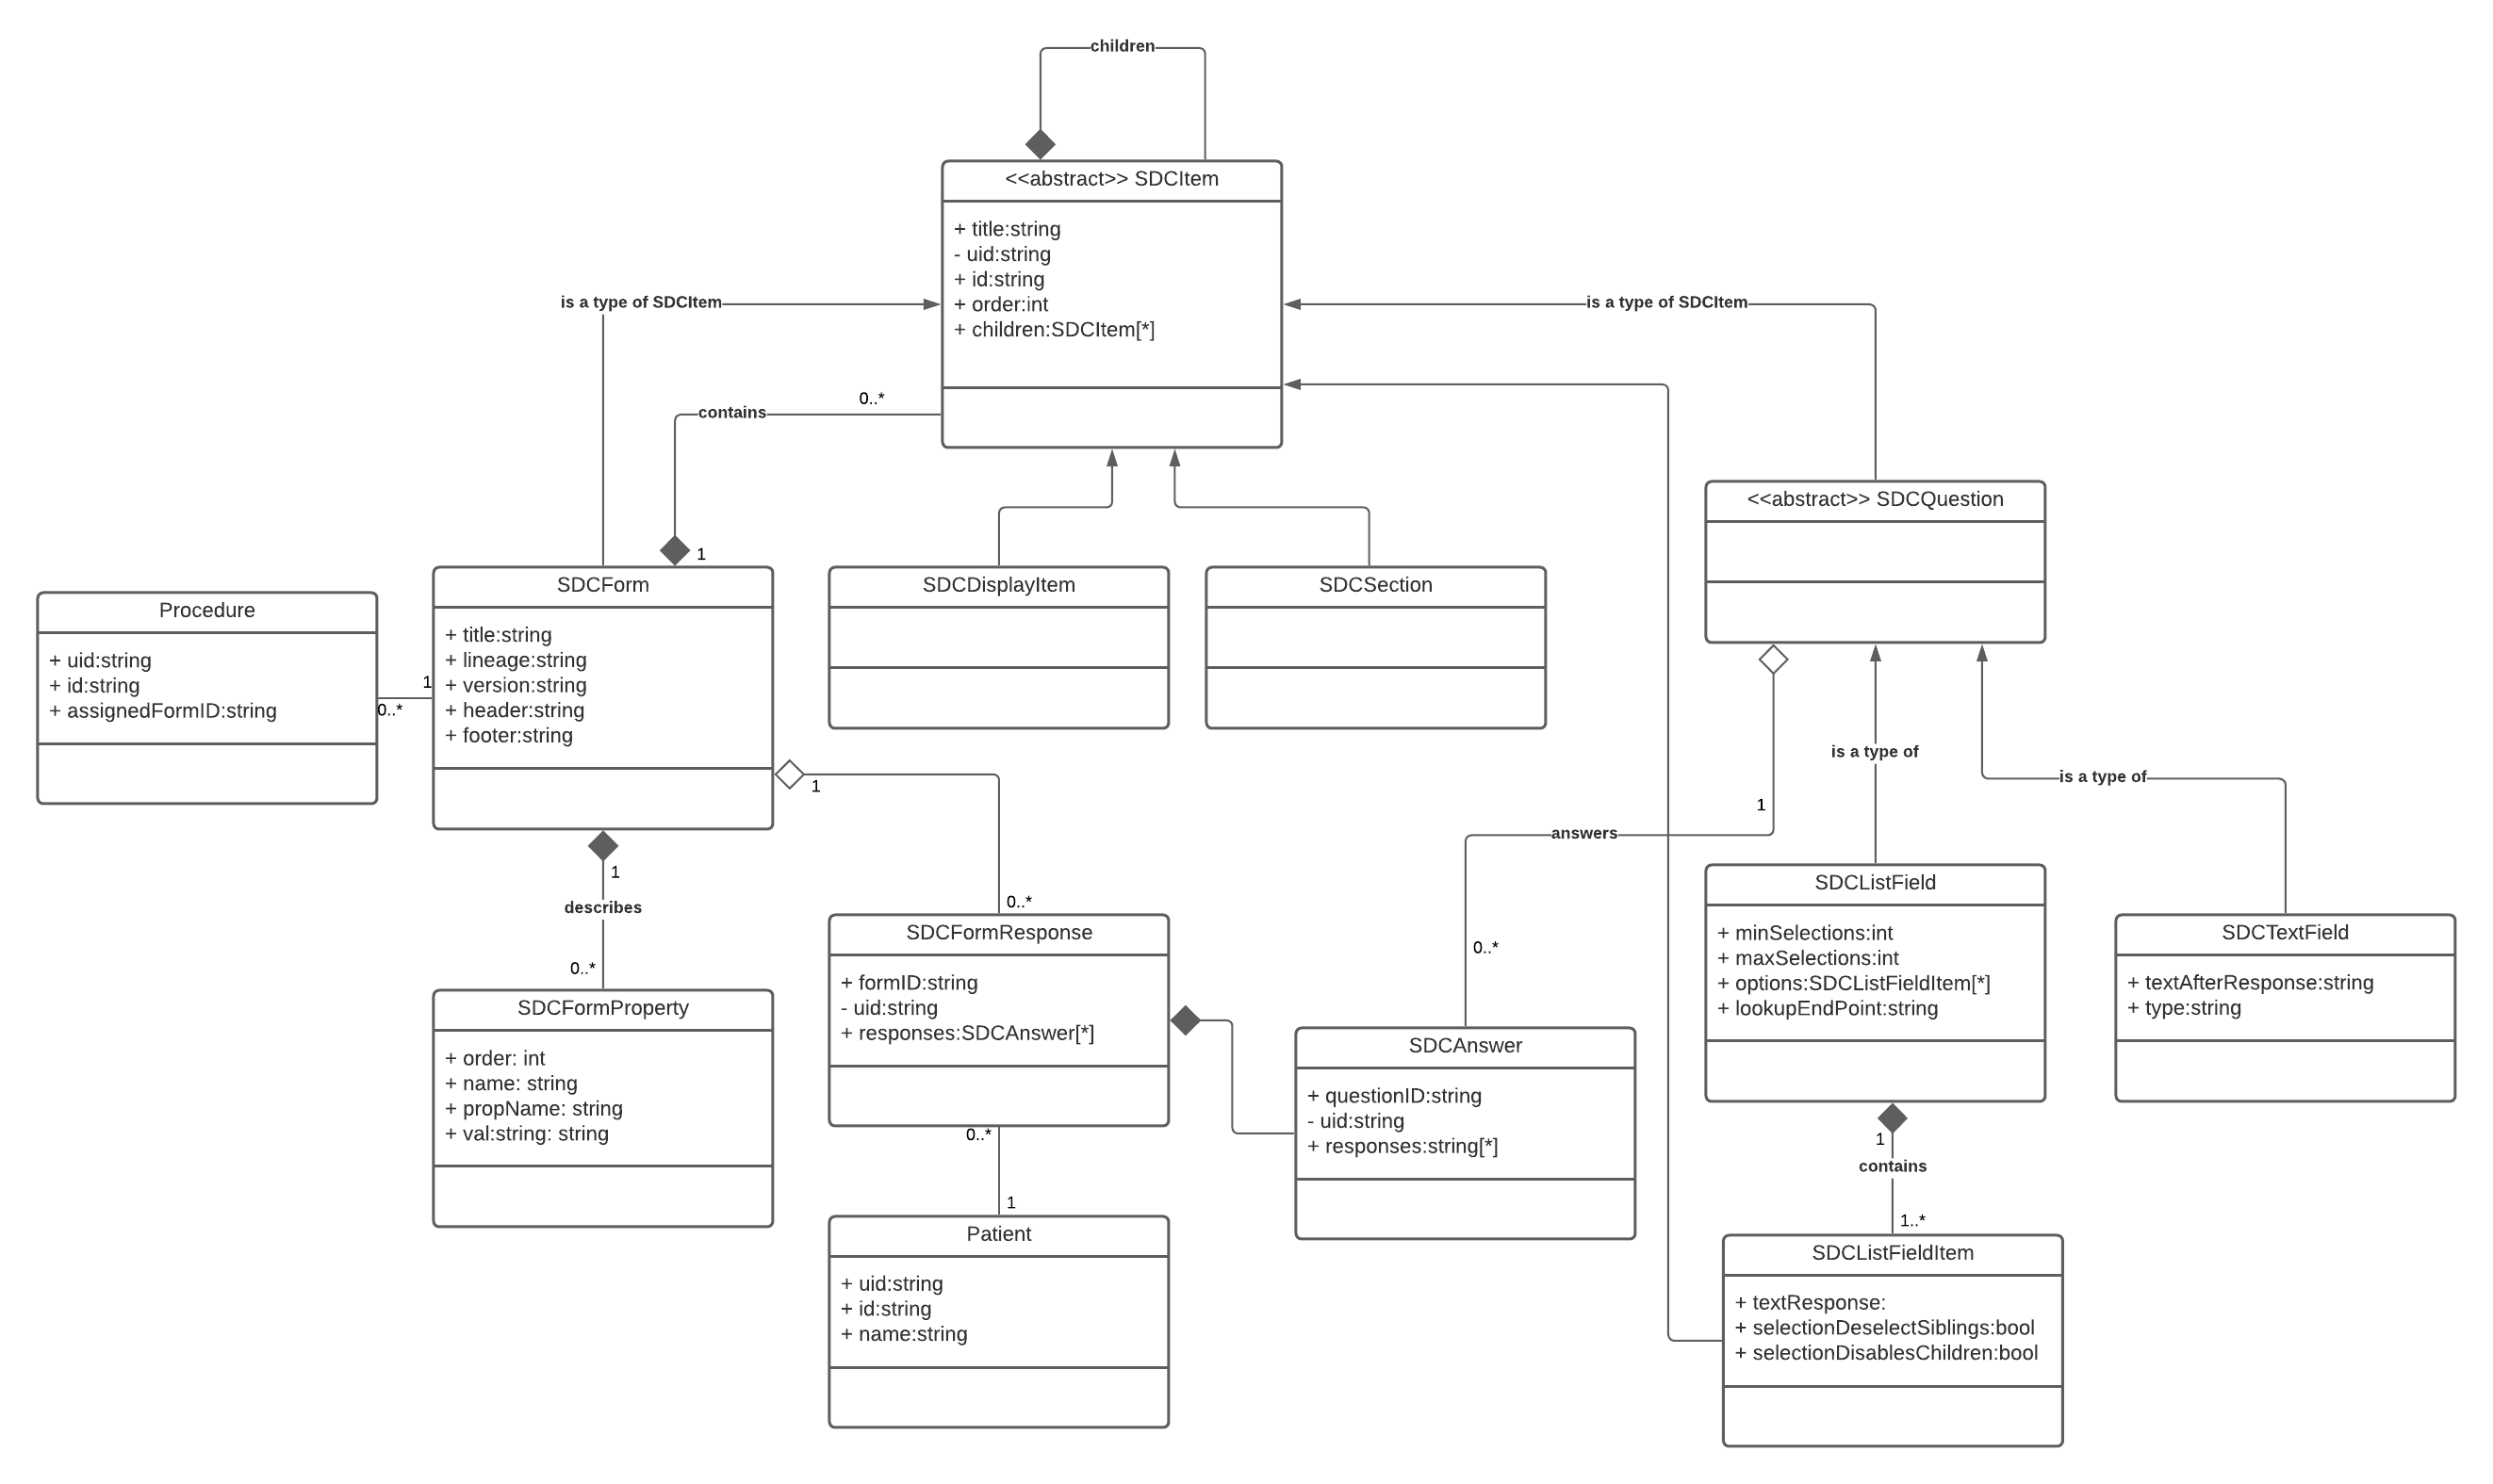 children
<<abstract>> SDCItem
+ title:string
- uid:string
+ id:string
+ order:int
+ children:SDCItem[*]
is a type of SDCItem
is a type of SDCItem
contains
0..*
1
<<abstract>> SDCQuestion
Procedure
+ uid:string
+ id:string
+ assignedFormID:string
1
0..*
SDCForm
+ title:string
+ lineage:string
+ version:string
+ header:string
+ footer:string
SDCDisplayItem
SDCSection
1
0..*
1
describes
0..*
1
answers
0..*
is a type of
is a type of
SDCFormProperty
+ order: int
+ name: string
+ propName: string
+ val:string: string
SDCFormResponse
+ formID:string
- uid:string
+ responses:SDCAnswer[*]
0..*
1
Patient
+ uid:string
+ id:string
+ name:string
SDCAnswer
+ questionID:string
- uid:string
+ responses:string[*]
SDCListField
+ minSelections:int
+ maxSelections:int
+ options:SDCListFieldItem[*]
+ lookupEndPoint:string
SDCTextField
+ textAfterResponse:string
+ type:string
1
contains
1..*
SDCListFieldItem
+ textResponse:
+ selectionDeselectSiblings:bool
+ selectionDisablesChildren:bool